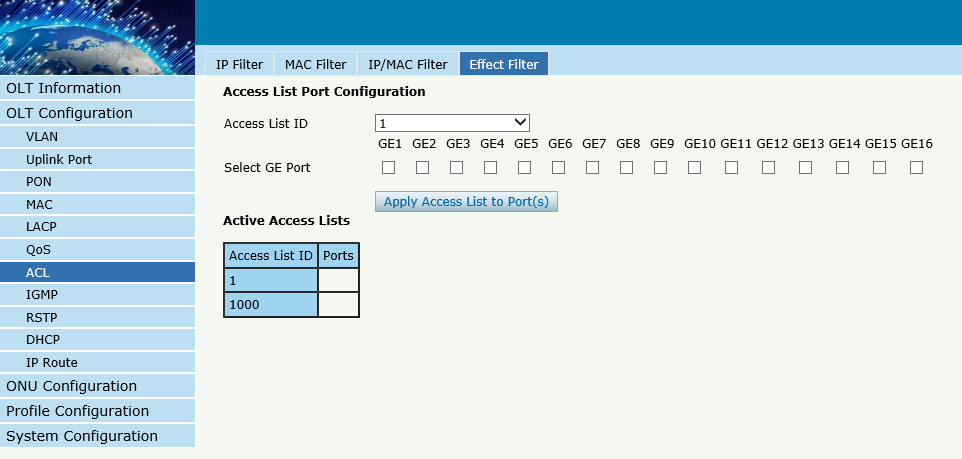 IP Filter MAC Filter IP/MAC Filter Effect Filter
OLT Information
OLT Configuration
VLAN
Uplink Port
PON
MAC
LACP
QoS
ACL
IGMP
RSTP
DHCP
IP Route
ONU Configuration
Profile Configuration
System Configuration
Access List Port Configuration
Access List ID 1
GE1 GE2 GE3 GE4 GE5 GE6 GE7 GE8 GE9 GE10 GE11 GE12 GE13 GE14 GE15 GE16
Select GE Port
Apply Access List to Port(s)
Active Access Lists
Access List ID Ports
1
1000